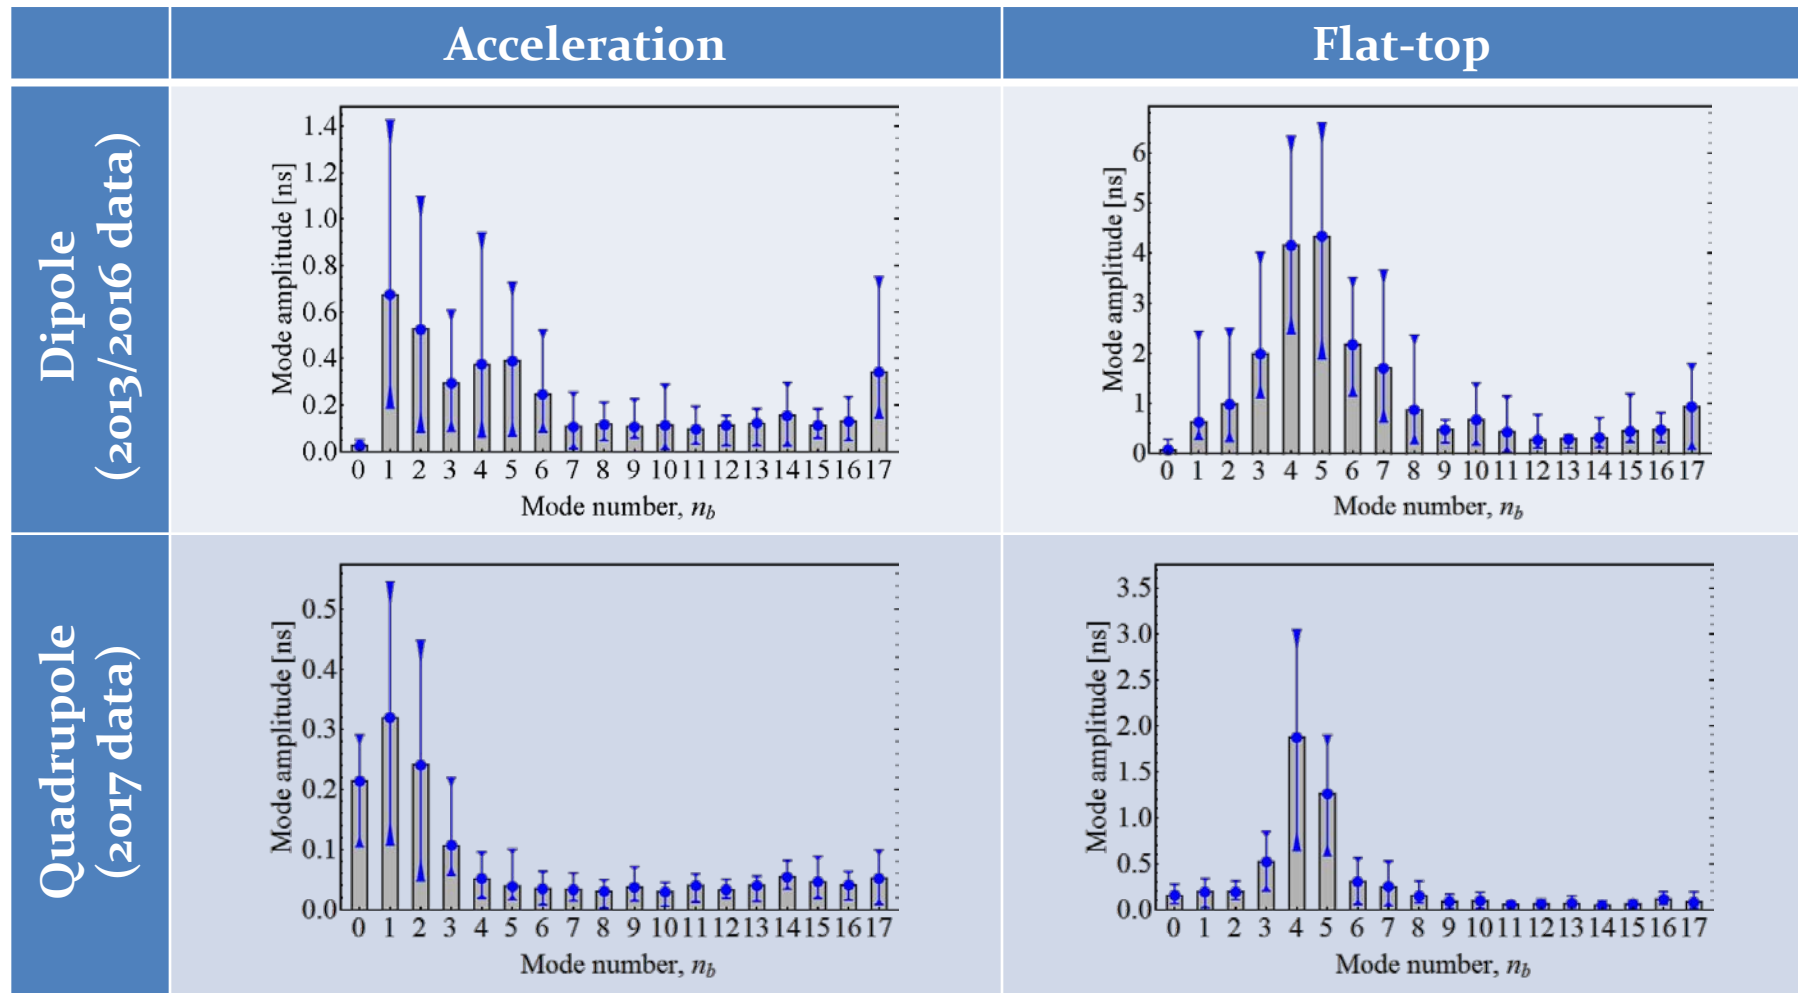 Acceleration
Flat-top
Dipole
(2013/2016 data)
Mode amplitude [ns]
1.4
1.2
1.0
0.8
0.6
0.4
0.2
0.0
0 1 2 3 4 5 6 7 8 9 10 11 12 13 14 15 16 17
Mode number, n_b
Mode amplitude [ns]
6
5
4
3
2
1
0
0 1 2 3 4 5 6 7 8 9 10 11 12 13 14 15 16 17
Mode number, n_b
Quadrupole
(2017 data)
Mode amplitude [ns]
0.5
0.4
0.3
0.2
0.1
0.0
0 1 2 3 4 5 6 7 8 9 10 11 12 13 14 15 16 17
Mode number, n_b
Mode amplitude [ns]
3.5
3.0
2.5
2.0
1.5
1.0
0.5
0.0
0 1 2 3 4 5 6 7 8 9 10 11 12 13 14 15 16 17
Mode number, n_b